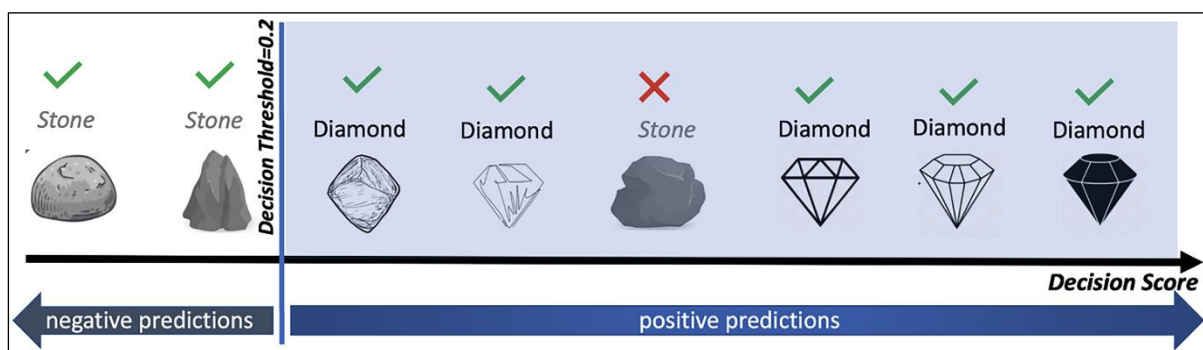 Decision Threshold=0.2
Stone
Stone
Diamond
Diamond
Stone
Diamond
Diamond
Diamond
Decision Score
negative predictions
positive predictions